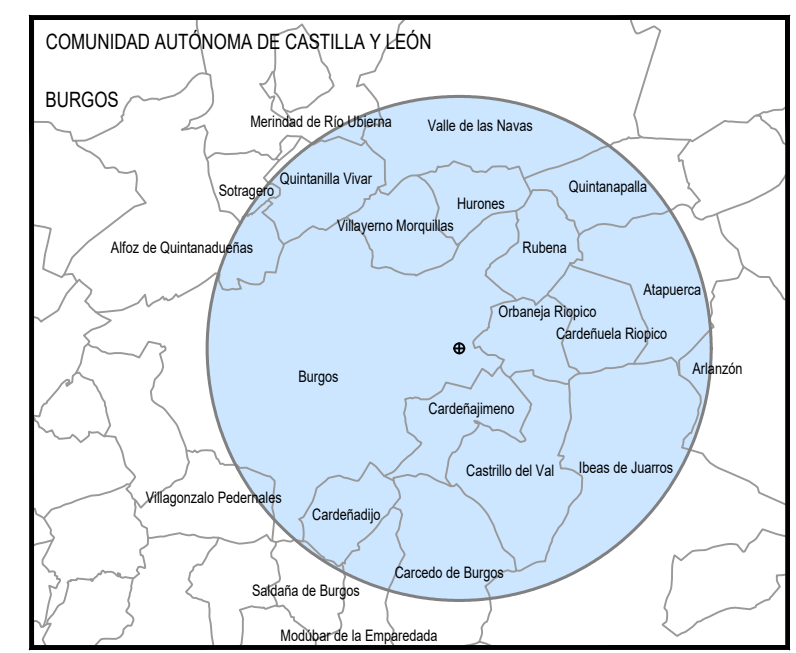 COMUNIDAD AUTÓNOMA DE CASTILLA Y LEÓN
BURGOS
Merindad de Río Ubierna
Valle de las Navas
Quintanilla Vivar
Sotragero
Quintanapalla
Hurones
Villayerno Morquillas
Alfoz de Quintanadueñas
Rubena
Atapuerca
Orbaneja Riopico
Cardeñuela Riopico
Arlanzón
Burgos
Cardeñajimeno
Castrillo del Val
Ibeas de Juarros
Villagonzalo Pedernales
Cardeñadijo
Carcedo de Burgos
Saldaña de Burgos
Modúbar de la Emparedada